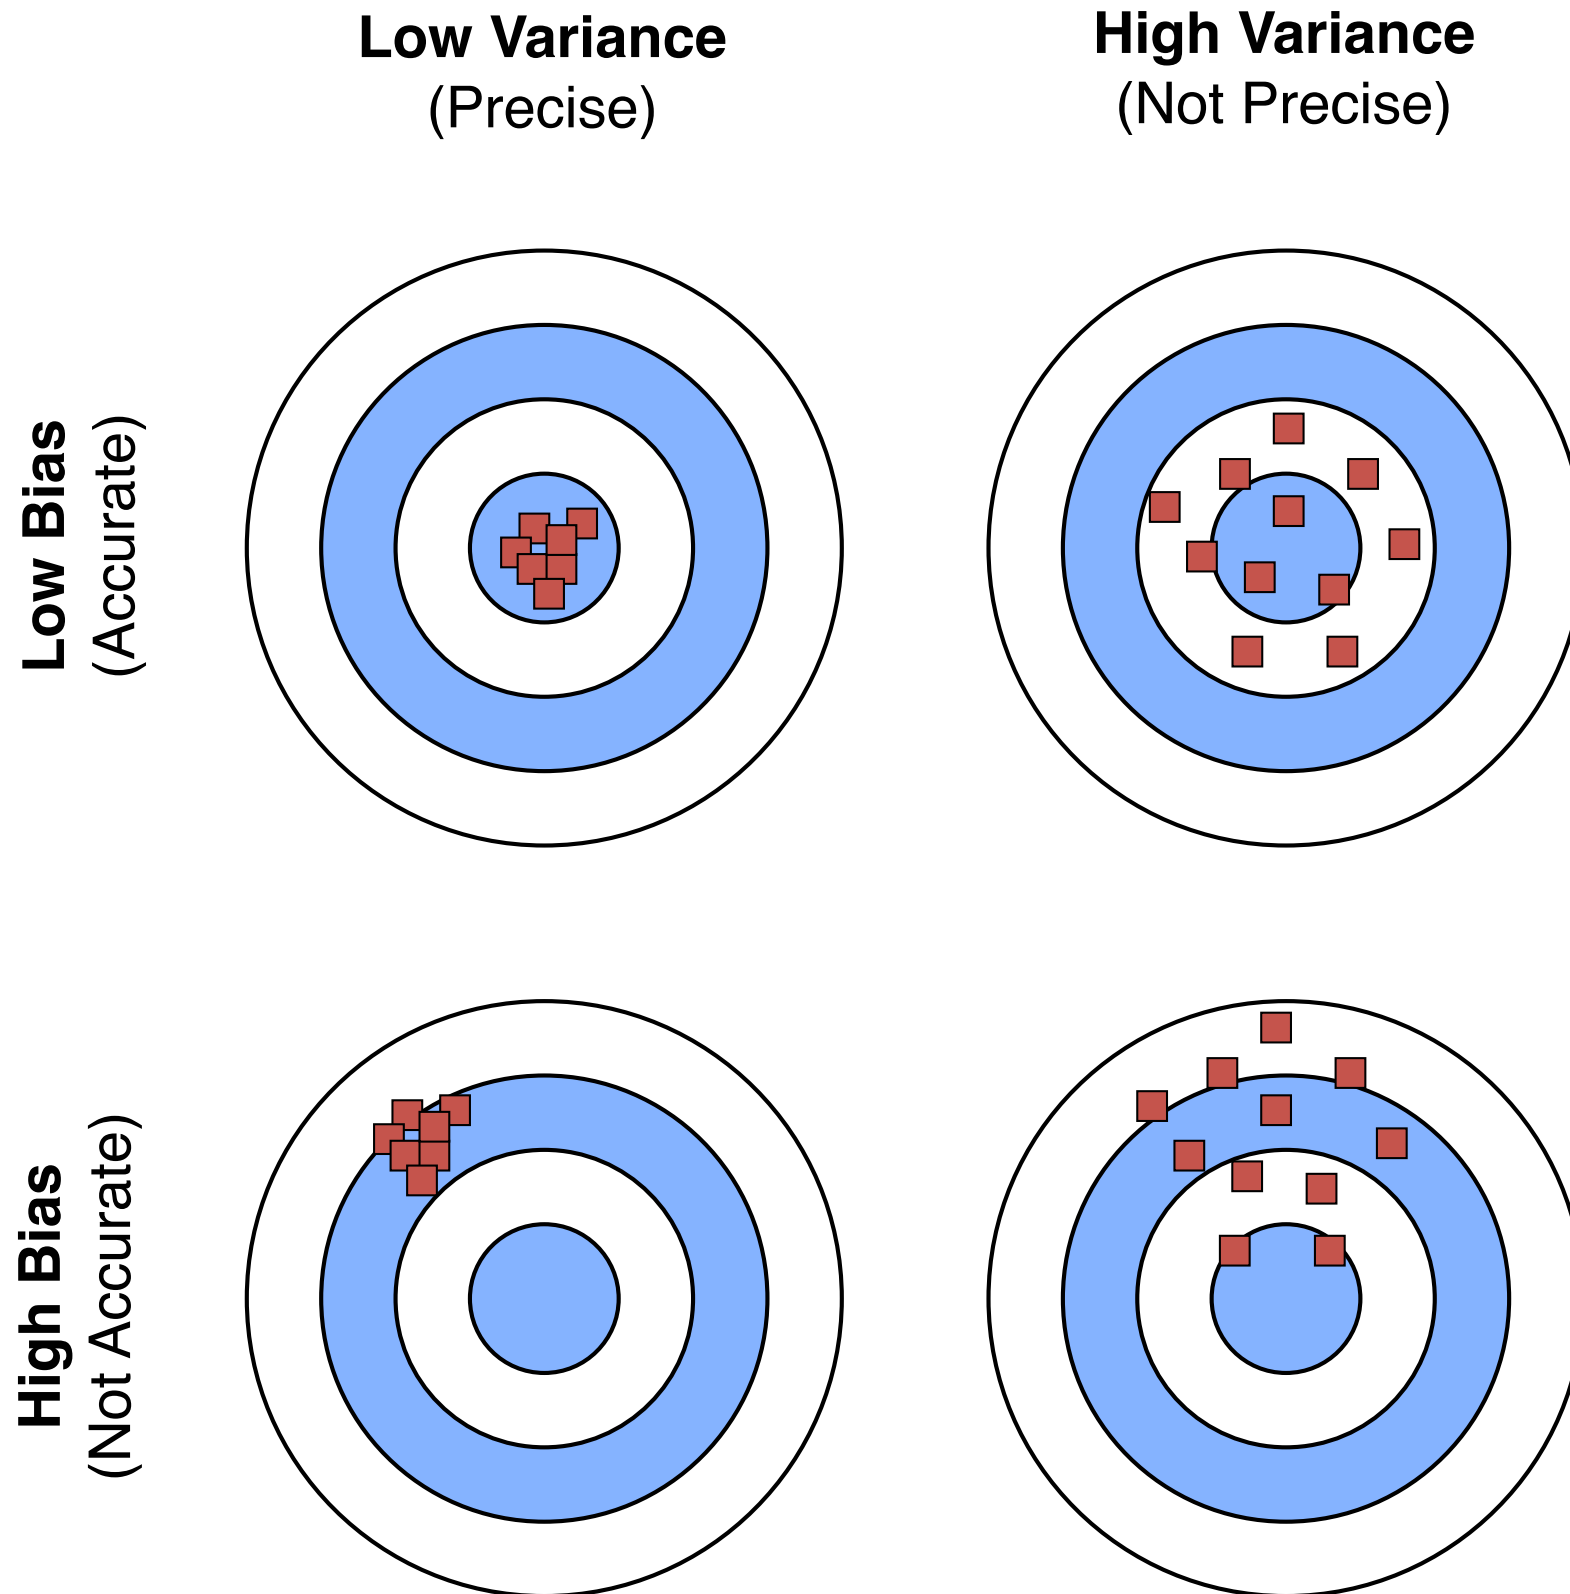 Low Variance
(Precise)
High Variance
(Not Precise)
Low Bias
(Accurate)
High Bias
(Not Accurate)